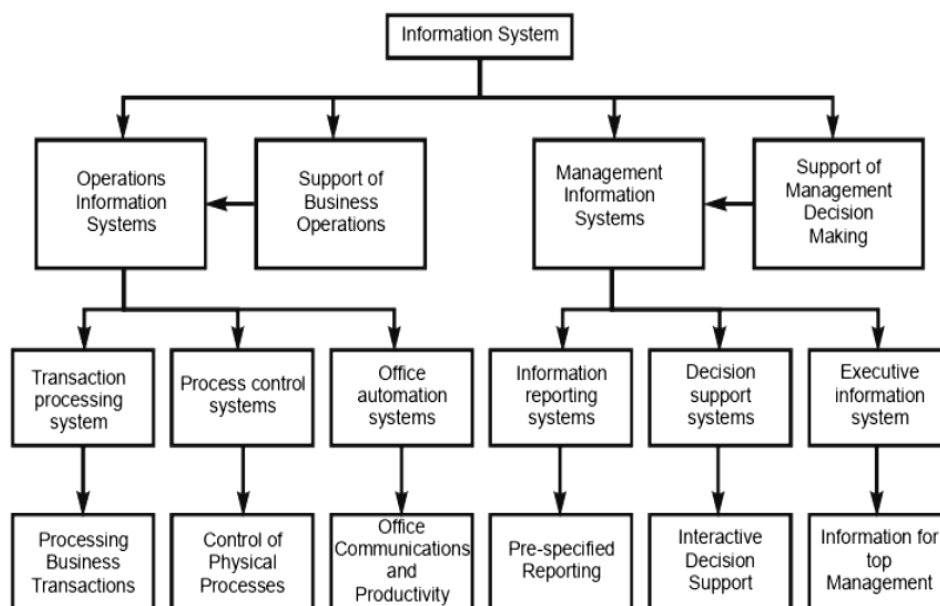 Information System
Operations
Information
Systems
Support of
Business
Operations
Management
Information
Systems
Support of
Management
Decision
Making
Transaction
processing
system
Process control
systems
Office
automation
systems
Information
reporting
systems
Decision
support
systems
Executive
information
system
Processing
Business
Transactions
Control of
Physical
Processes
Office
Communications
and
Productivity
Pre-specified
Reporting
Interactive
Decision
Support
Information for
top
Management